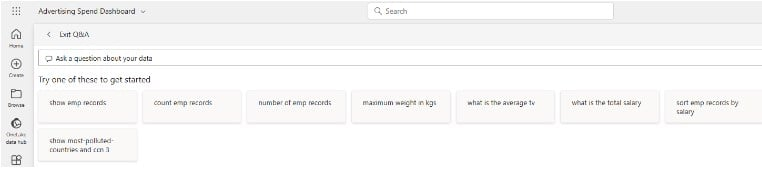 Advertising Spend Dashboard
Search
Home
Exit Q&A
Ask a question about your data
Create
Try one of these to get started
Browse
show emp records
count emp records
number of emp records
maximum weight in kgs
what is the average tv
what is the total salary
sort emp records by
salary
OneLake
data hub
show most-polluted-
countries and ccn 3